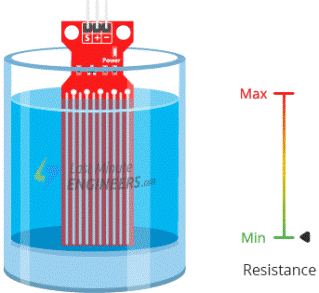 S + -
Power
Last Minute
ENGINEERS.com
Max
Min
Resistance